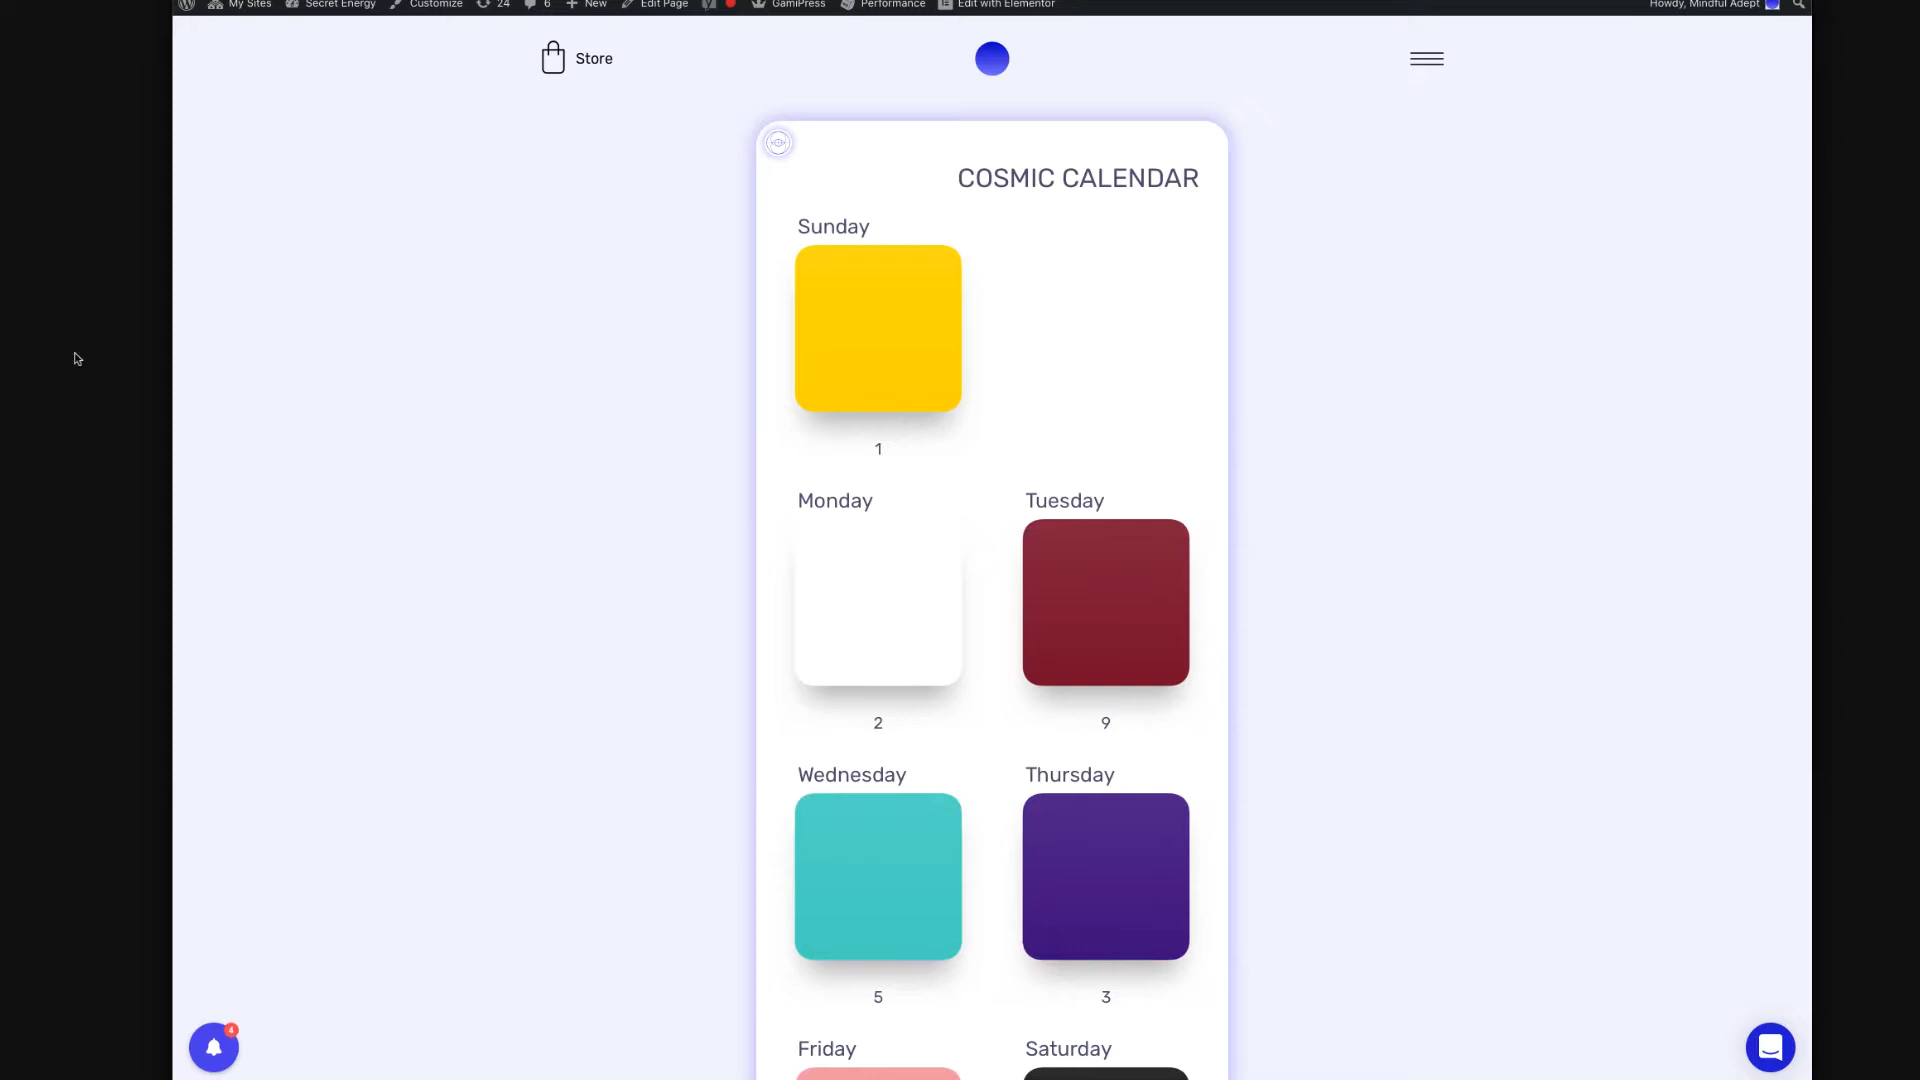 My Sites Secret Energy Customize 24 6 New Edit Page GamiPress Performance Edit with Elementor Howdy, Mindful Adept
Store
COSMIC CALENDAR
Sunday
1
Monday Tuesday
2 9
Wednesday Thursday
5 3
4
Friday Saturday